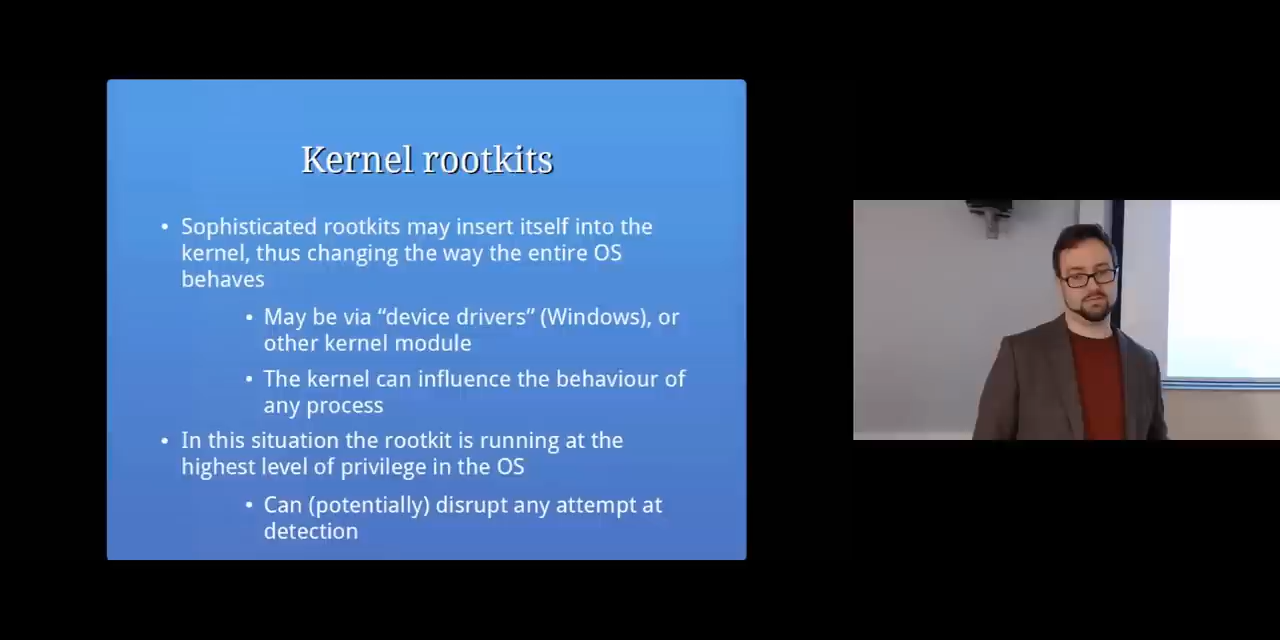 Kernel rootkits
• Sophisticated rootkits may insert itself into the
kernel, thus changing the way the entire OS
behaves
• May be via “device drivers” (Windows), or
other kernel module
• The kernel can influence the behaviour of
any process
• In this situation the rootkit is running at the
highest level of privilege in the OS
• Can (potentially) disrupt any attempt at
detection